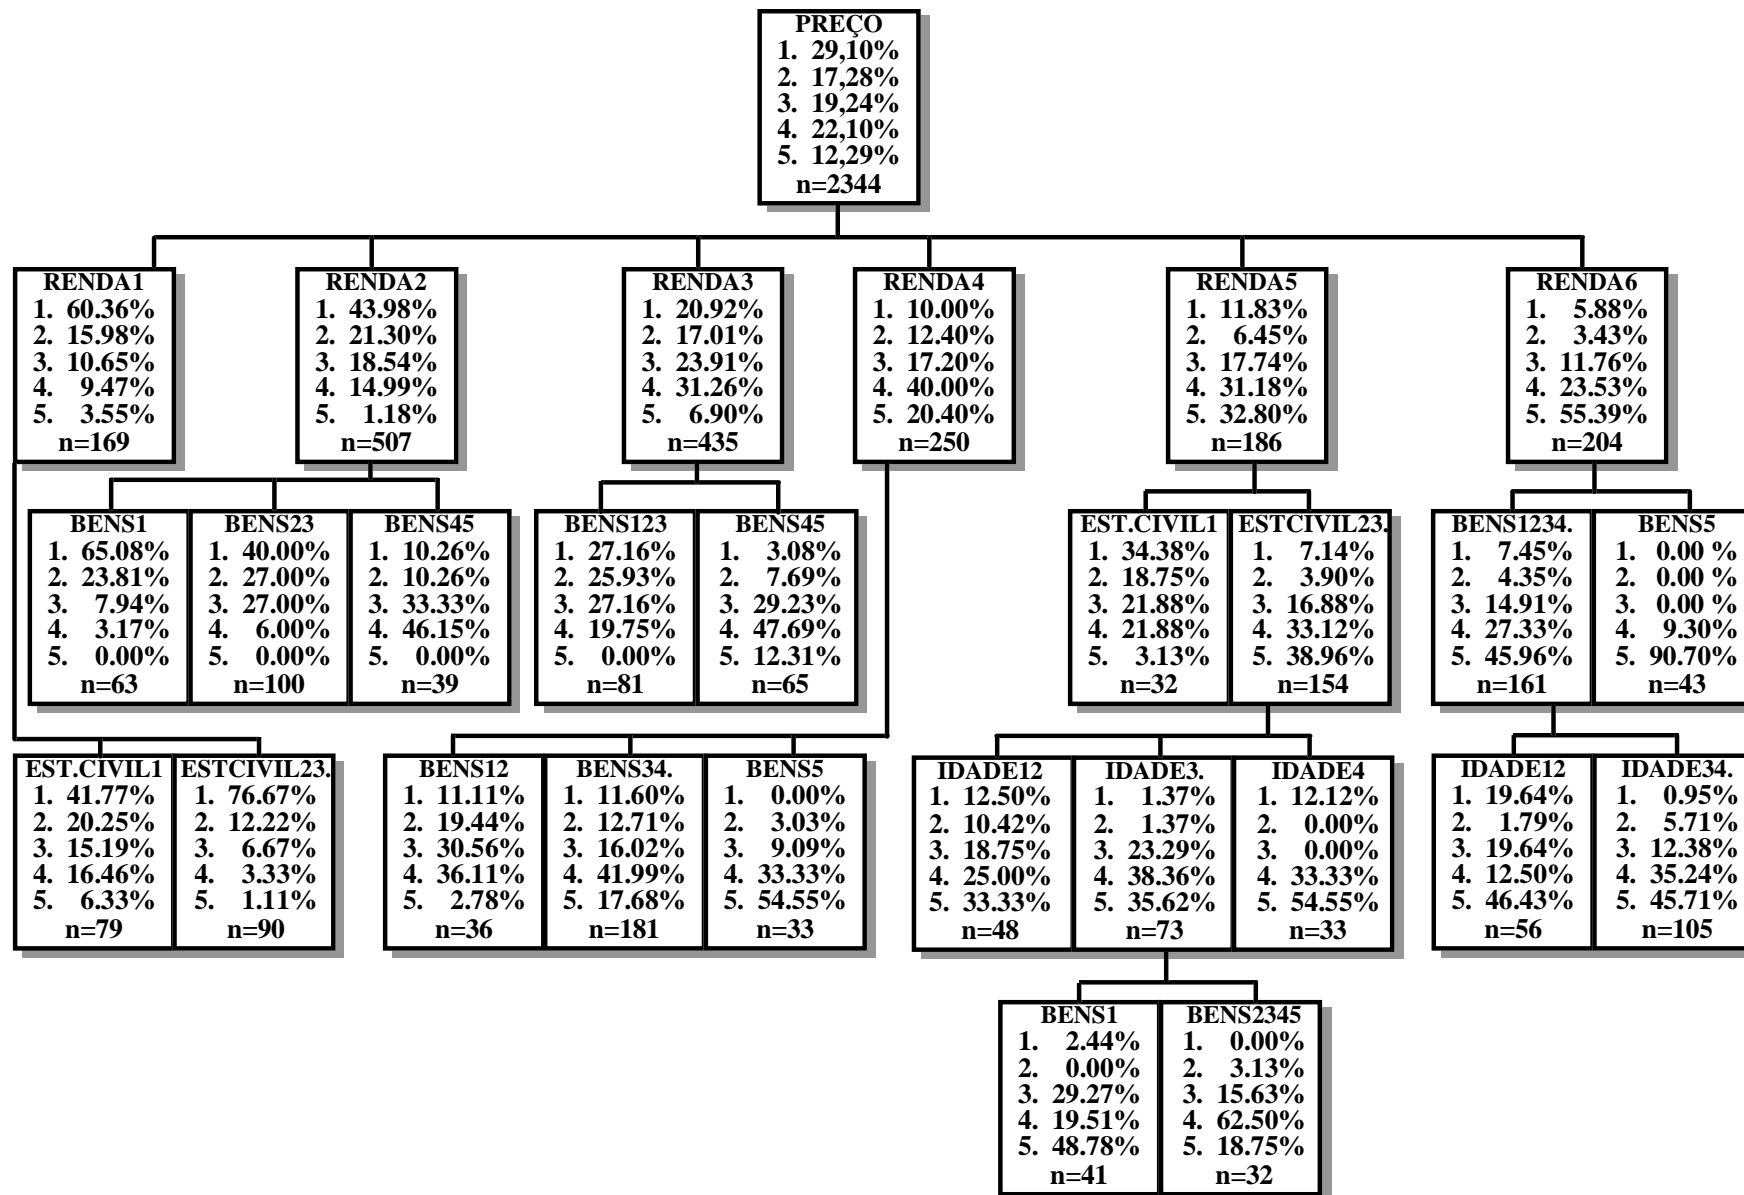 PREÇO
1. 29,10%
2. 17,28%
3. 19,24%
4. 22,10%
5. 12,29%
n=2344
RENDA1
1. 60.36%
2. 15.98%
3. 10.65%
4. 9.47%
5. 3.55%
n=169
RENDA2
1. 43.98%
2. 21.30%
3. 18.54%
4. 14.99%
5. 1.18%
n=507
RENDA3
1. 20.92%
2. 17.01%
3. 23.91%
4. 31.26%
5. 6.90%
n=435
RENDA4
1. 10.00%
2. 12.40%
3. 17.20%
4. 40.00%
5. 20.40%
n=250
RENDA5
1. 11.83%
2. 6.45%
3. 17.74%
4. 31.18%
5. 32.80%
n=186
RENDA6
1. 5.88%
2. 3.43%
3. 11.76%
4. 23.53%
5. 55.39%
n=204
BENS1
1. 65.08%
2. 23.81%
3. 7.94%
4. 3.17%
5. 0.00%
n=63
BENS23
1. 40.00%
2. 27.00%
3. 27.00%
4. 6.00%
5. 0.00%
n=100
BENS45
1. 10.26%
2. 10.26%
3. 33.33%
4. 46.15%
5. 0.00%
n=39
BENS123
1. 27.16%
2. 25.93%
3. 27.16%
4. 19.75%
5. 0.00%
n=81
BENS45
1. 3.08%
2. 7.69%
3. 29.23%
4. 47.69%
5. 12.31%
n=65
EST.CIVIL1
1. 34.38%
2. 18.75%
3. 21.88%
4. 21.88%
5. 3.13%
n=32
ESTCIVIL23.
1. 7.14%
2. 3.90%
3. 16.88%
4. 33.12%
5. 38.96%
n=154
BENS1234.
1. 7.45%
2. 4.35%
3. 14.91%
4. 27.33%
5. 45.96%
n=161
BENS5
1. 0.00 %
2. 0.00 %
3. 0.00 %
4. 9.30%
5. 90.70%
n=43
EST.CIVIL1
1. 41.77%
2. 20.25%
3. 15.19%
4. 16.46%
5. 6.33%
n=79
ESTCIVIL23.
1. 76.67%
2. 12.22%
3. 6.67%
4. 3.33%
5. 1.11%
n=90
BENS12
1. 11.11%
2. 19.44%
3. 30.56%
4. 36.11%
5. 2.78%
n=36
BENS34.
1. 11.60%
2. 12.71%
3. 16.02%
4. 41.99%
5. 17.68%
n=181
BENS5
1. 0.00%
2. 3.03%
3. 9.09%
4. 33.33%
5. 54.55%
n=33
IDADE12
1. 12.50%
2. 10.42%
3. 18.75%
4. 25.00%
5. 33.33%
n=48
IDADE3.
1. 1.37%
2. 1.37%
3. 23.29%
4. 38.36%
5. 35.62%
n=73
IDADE4
1. 12.12%
2. 0.00%
3. 0.00%
4. 33.33%
5. 54.55%
n=33
IDADE12
1. 19.64%
2. 1.79%
3. 19.64%
4. 12.50%
5. 46.43%
n=56
IDADE34.
1. 0.95%
2. 5.71%
3. 12.38%
4. 35.24%
5. 45.71%
n=105
BENS1
1. 2.44%
2. 0.00%
3. 29.27%
4. 19.51%
5. 48.78%
n=41
BENS2345
1. 0.00%
2. 3.13%
3. 15.63%
4. 62.50%
5. 18.75%
n=32